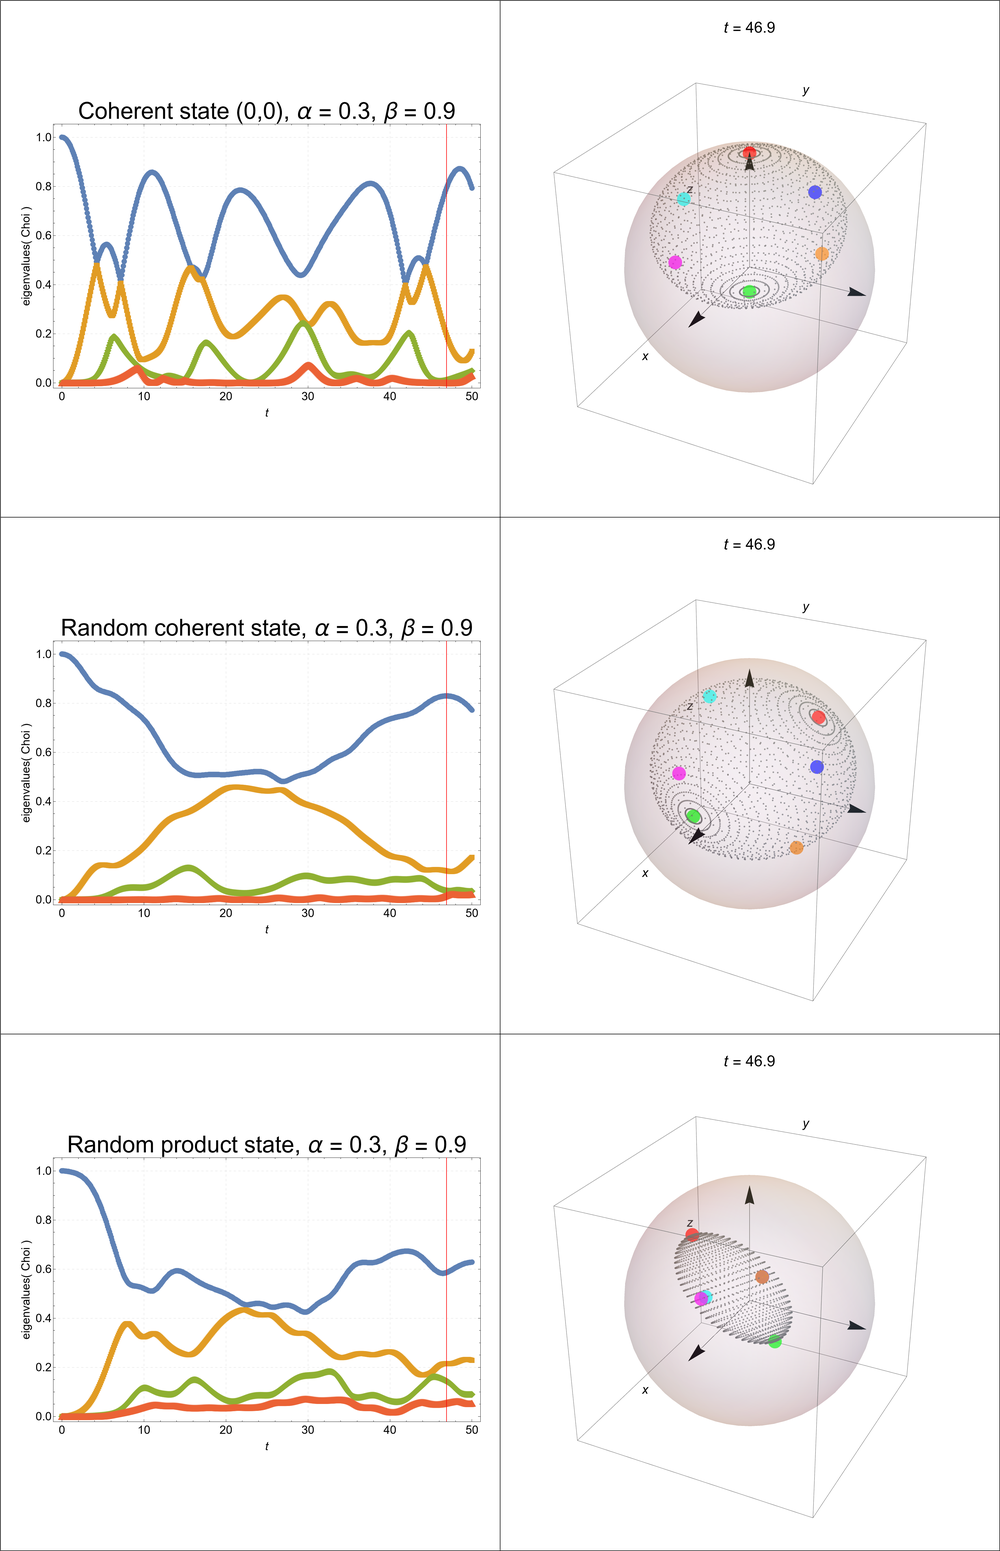 t = 46.9
y
Coherent state (0,0), α = 0.3, β = 0.9
1.0
0.8
0.6
0.4
0.2
0.0
eigenvalues( Choi )
0
10
20
30
40
50
t
z
x
t = 46.9
y
Random coherent state, α = 0.3, β = 0.9
1.0
0.8
0.6
0.4
0.2
0.0
eigenvalues( Choi )
0
10
20
30
40
50
t
z
x
t = 46.9
y
Random product state, α = 0.3, β = 0.9
1.0
0.8
0.6
0.4
0.2
0.0
eigenvalues( Choi )
0
10
20
30
40
50
t
z
x